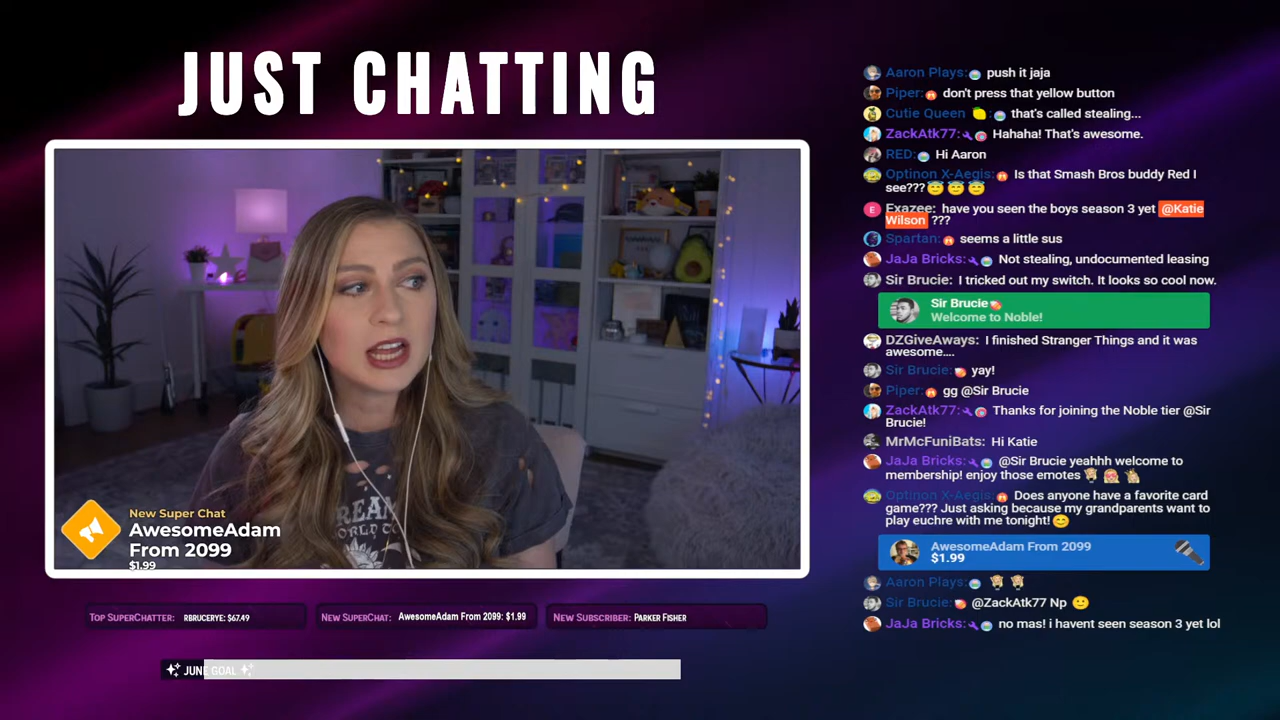 JUST CHATTING
Aaron Plays: push it jaja
Piper: don't press that yellow button
Cutie Queen : that's called stealing...
ZackAtk77: Hahaha! That's awesome.
RED: Hi Aaron
Optinon X-Aegis: Is that Smash Bros buddy Red I
see???
E Exazee: have you seen the boys season 3 yet @Katie
Wilson ???
Spartan: seems a little sus
JaJa Bricks: Not stealing, undocumented leasing
Sir Brucie: I tricked out my switch. It looks so cool now.
Sir Brucie
Welcome to Noble!
DZGiveAways: I finished Stranger Things and it was
awesome....
Sir Brucie: yay!
Piper: gg @Sir Brucie
ZackAtk77: Thanks for joining the Noble tier @Sir
Brucie!
MrMcFuniBats: Hi Katie
JaJa Bricks: @Sir Brucie yeahhh welcome to
membership! enjoy those emotes
Optinon X-Aegis: Does anyone have a favorite card
game??? Just asking because my grandparents want to
play euchre with me tonight!
AwesomeAdam From 2099
$1.99
Aaron Plays:
Sir Brucie: @ZackAtk77 Np
JaJa Bricks: no mas! i havent seen season 3 yet lol
DREAM
WORLD TO
New Super Chat
AwesomeAdam
From 2099
$1.99
TOP SUPERCHATTER: RBRUCERYE: $67.49
NEW SUPERCHAT: AwesomeAdam From 2099: $1.99
NEW SUBSCRIBER: PARKER FISHER
JUNE GOAL